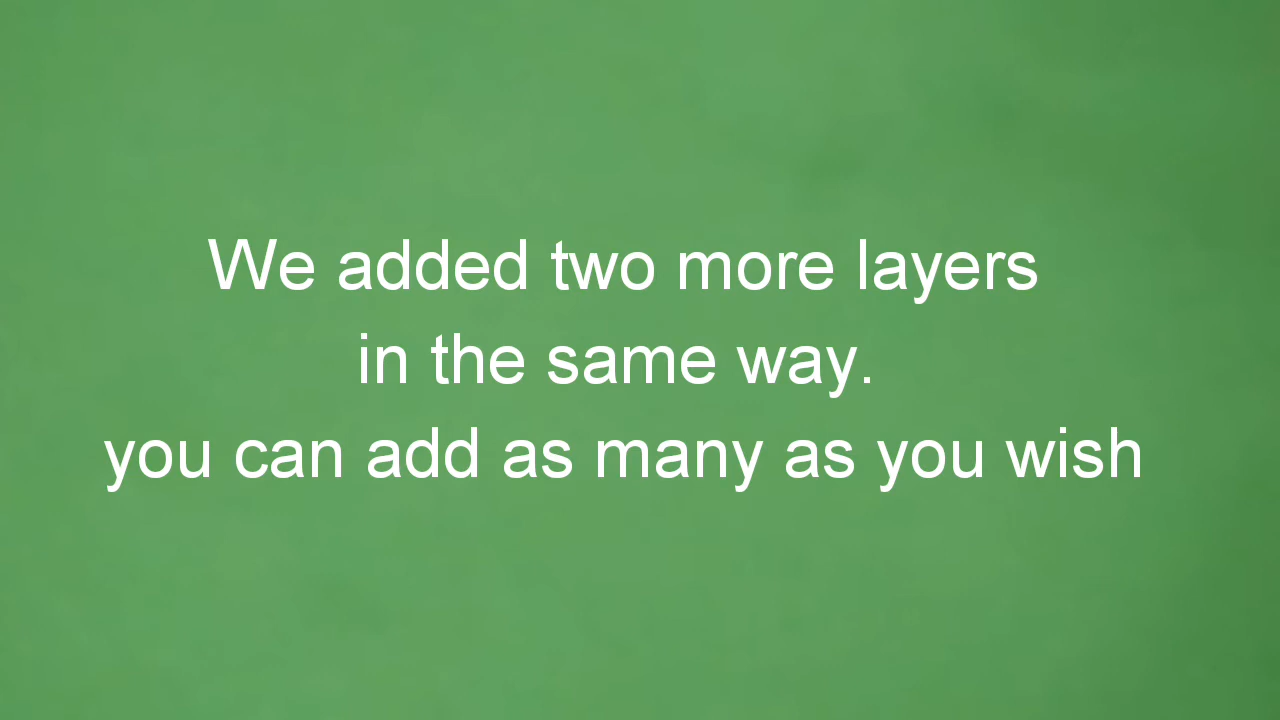 We added two more layers
in the same way.
you can add as many as you wish